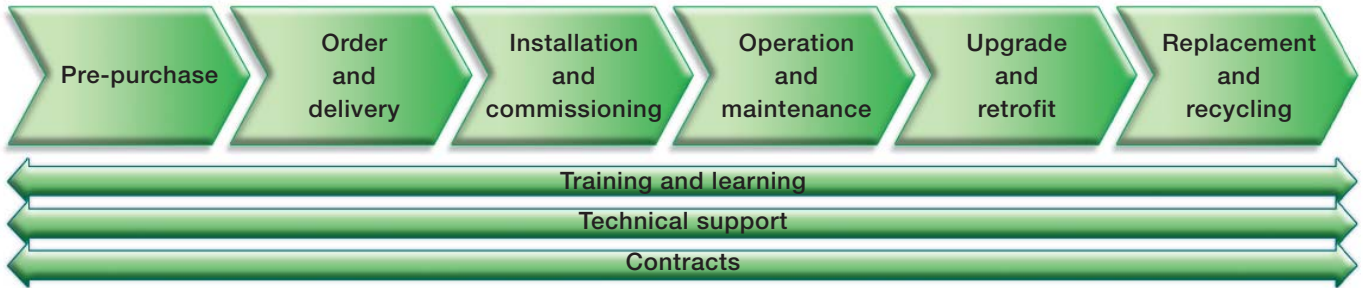 Pre-purchase
Order
and
delivery
Installation
and
commissioning
Operation
and
maintenance
Upgrade
and
retrofit
Replacement
and
recycling
Training and learning
Technical support
Contracts